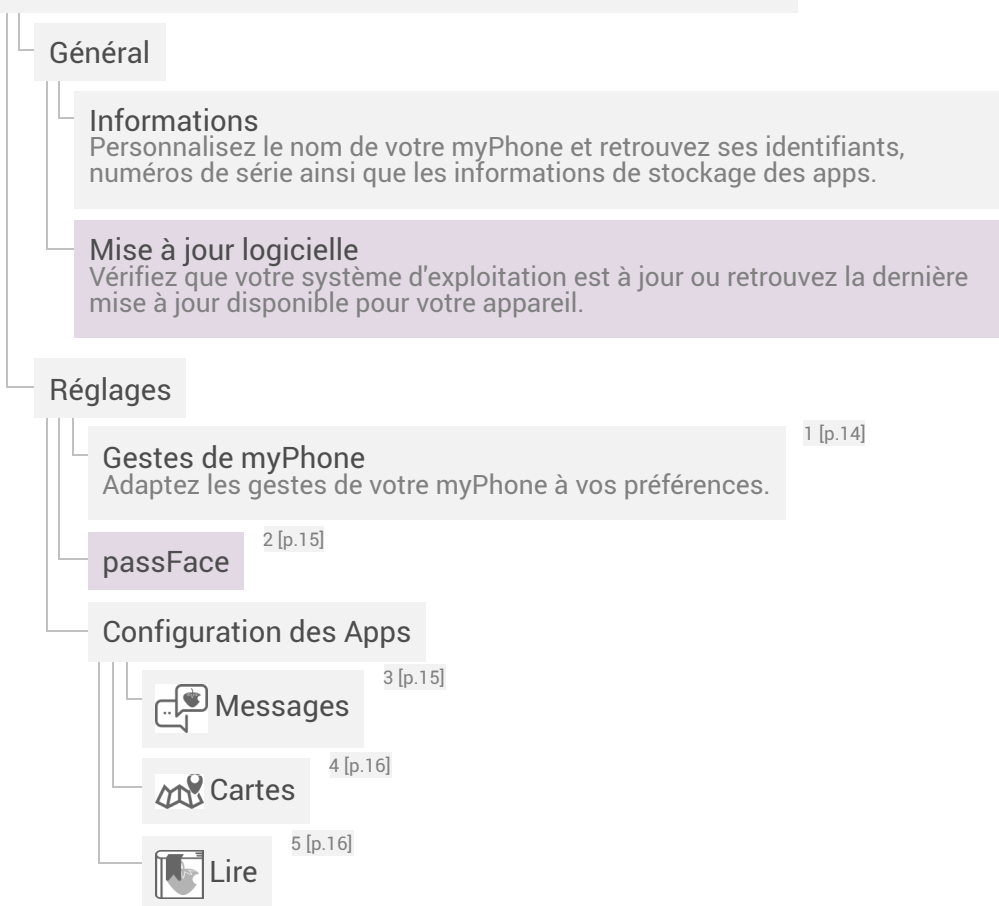 Général
Informations
Personnalisez le nom de votre myPhone et retrouvez ses identifiants,
numéros de série ainsi que les informations de stockage des apps.
Mise à jour logicielle
Vérifiez que votre système d'exploitation est à jour ou retrouvez la dernière
mise à jour disponible pour votre appareil.
Réglages
1 [p.14]
Gestes de myPhone
Adaptez les gestes de votre myPhone à vos préférences.
2 [p.15]
passFace
Configuration des Apps
3 [p.15]
Messages
4 [p.16]
Cartes
5 [p.16]
Lire